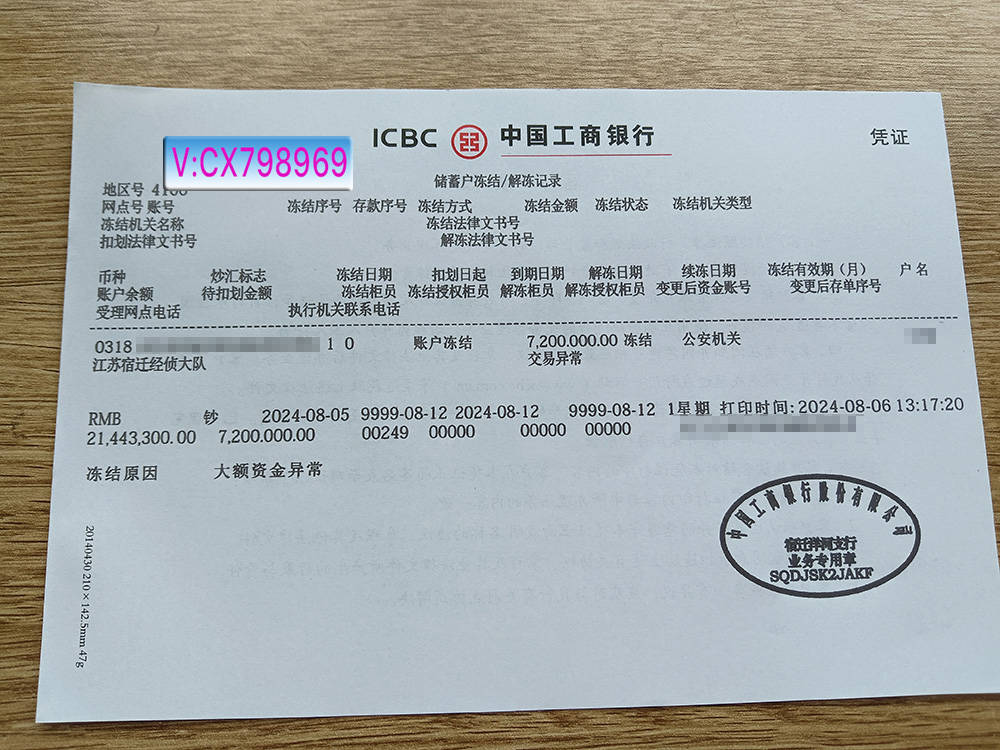 ICBC 中国工商银行
凭证
V:CX798969
储蓄户冻结/解冻记录
地区号
网点号 账号 冻结序号 存款序号 冻结方式 冻结金额 冻结状态 冻结机关类型
冻结机关名称 冻结法律文书号
扣划法律文书号 解冻法律文书号
币种 炒汇标志 冻结日期 扣划日起 到期日期 解冻日期 续冻日期 冻结有效期（月） 户名
账户余额 待扣划金额 冻结柜员 冻结授权柜员 解冻柜员 解冻授权柜员 变更后资金账号 变更后存单序号
受理网点电话 执行机关联系电话
0318 1 0 账户冻结 7,200.000.00 冻结 公安机关
江苏宿迁经侦大队 交易异常
RMB 钞 2024-08-05 9999-08-12 2024-08-12 9999-08-12 1星期 打印时间:2024-08-06 13:17:20
21,443,300.00 7,200.000.00 00249 00000 00000 00000
冻结原因 大额资金异常
中国工商银行股份有限公司
宿迁洋河支行
业务专用章
SQDJSK2JAKF
20140430 210×142.5mm 47g